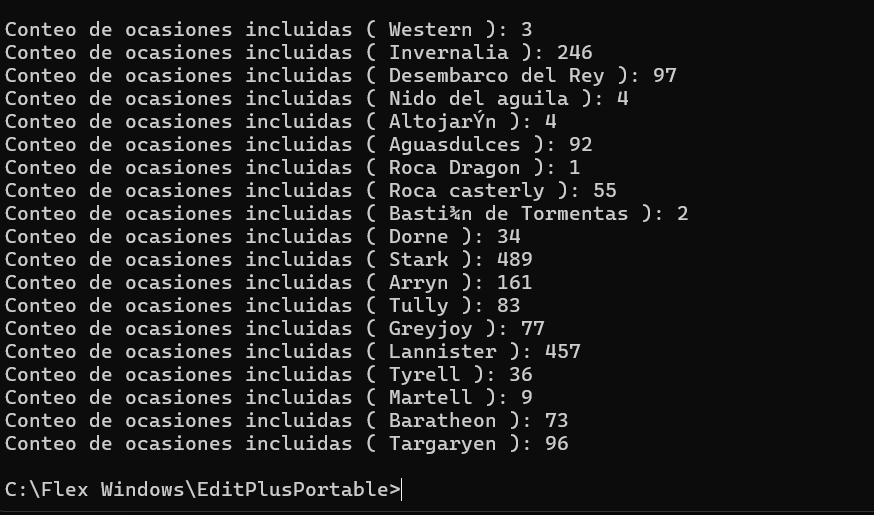 Conteo de ocasiones incluidas ( Western ): 3
Conteo de ocasiones incluidas ( Invernalia ): 246
Conteo de ocasiones incluidas ( Desembarco del Rey ): 97
Conteo de ocasiones incluidas ( Nido del aguila ): 4
Conteo de ocasiones incluidas ( AltojarÝn ): 4
Conteo de ocasiones incluidas ( Aguasdulces ): 92
Conteo de ocasiones incluidas ( Roca Dragon ): 1
Conteo de ocasiones incluidas ( Roca casterly ): 55
Conteo de ocasiones incluidas ( Basti¾n de Tormentas ): 2
Conteo de ocasiones incluidas ( Dorne ): 34
Conteo de ocasiones incluidas ( Stark ): 489
Conteo de ocasiones incluidas ( Arryn ): 161
Conteo de ocasiones incluidas ( Tully ): 83
Conteo de ocasiones incluidas ( Greyjoy ): 77
Conteo de ocasiones incluidas ( Lannister ): 457
Conteo de ocasiones incluidas ( Tyrell ): 36
Conteo de ocasiones incluidas ( Martell ): 9
Conteo de ocasiones incluidas ( Baratheon ): 73
Conteo de ocasiones incluidas ( Targaryen ): 96
C:\Flex Windows\EditPlusPortable>